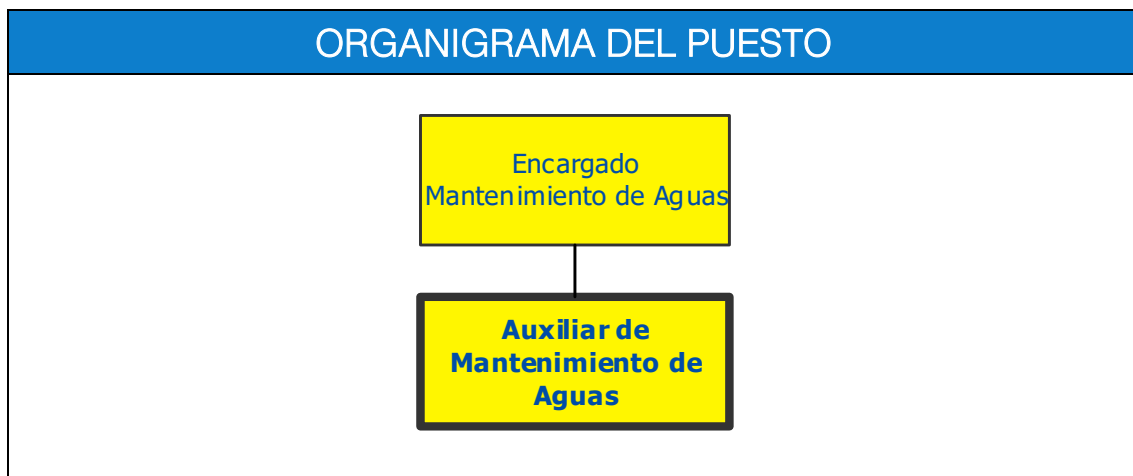 ORGANIGRAMA DEL PUESTO
Encargado
Mantenimiento de Aguas
Auxiliar de
Mantenimiento de
Aguas